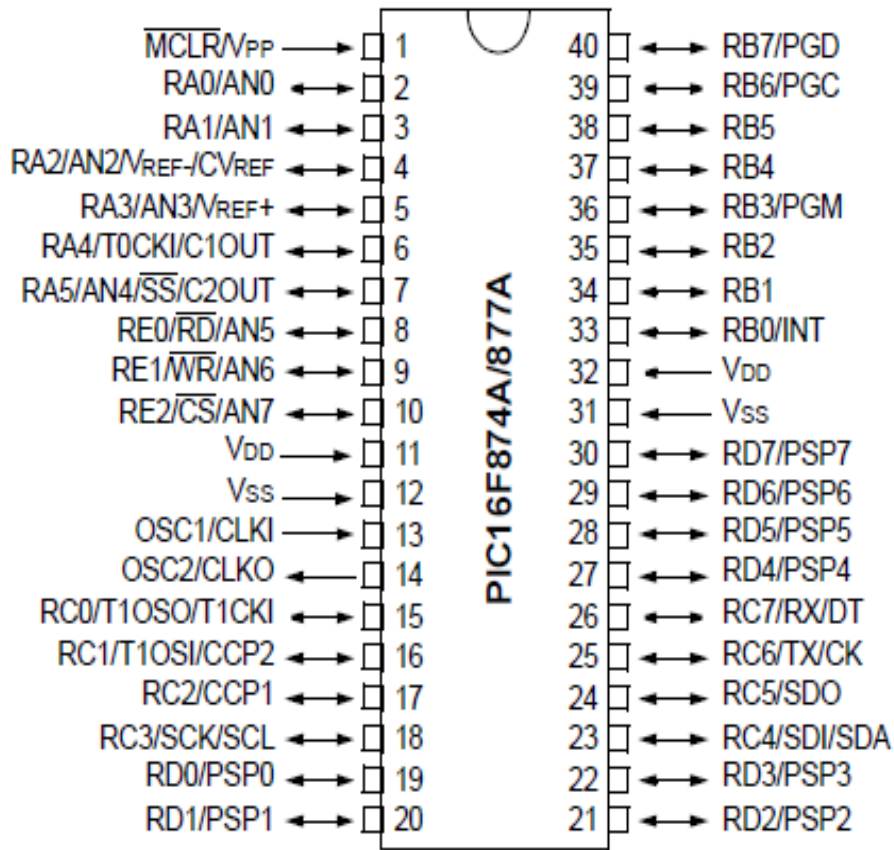 MCLR/VPP 1 40 RB7/PGD
RA0/AN0 2 39 RB6/PGC
RA1/AN1 3 38 RB5
RA2/AN2/VREF-/CVREF 4 37 RB4
RA3/AN3/VREF+ 5 36 RB3/PGM
RA4/T0CKI/C1OUT 6 35 RB2
RA5/AN4/SS/C2OUT 7 34 RB1
RE0/RD/AN5 8 33 RB0/INT
RE1/WR/AN6 9 32 VDD
RE2/CS/AN7 10 31 VSS
VDD 11 30 RD7/PSP7
VSS 12 29 RD6/PSP6
OSC1/CLKI 13 28 RD5/PSP5
OSC2/CLKO 14 27 RD4/PSP4
RC0/T1OSO/T1CKI 15 26 RC7/RX/DT
RC1/T1OSI/CCP2 16 25 RC6/TX/CK
RC2/CCP1 17 24 RC5/SDO
RC3/SCK/SCL 18 23 RC4/SDI/SDA
RD0/PSP0 19 22 RD3/PSP3
RD1/PSP1 20 21 RD2/PSP2
PIC16F874A/877A